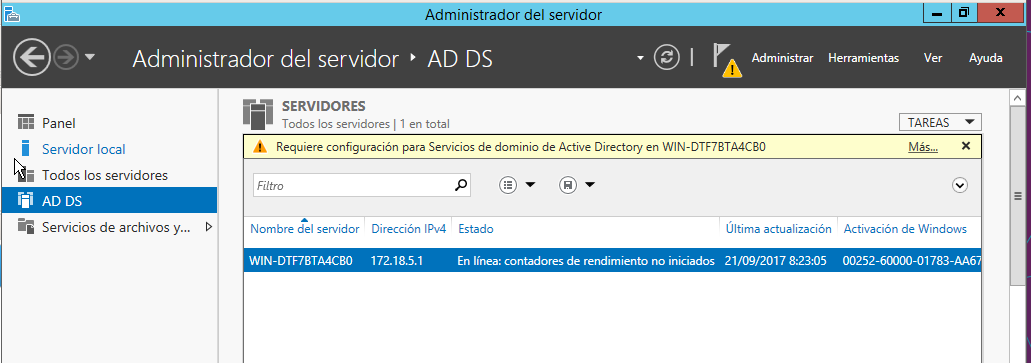 Administrador del servidor
Administrador del servidor ‣ AD DS
Administrar Herramientas Ver Ayuda
Panel
Servidor local
Todos los servidores
AD DS
Servicios de archivos y...
SERVIDORES
Todos los servidores | 1 en total
TAREAS
Requiere configuración para Servicios de dominio de Active Directory en WIN-DTF7BTA4CB0 Más...
Filtro
Nombre del servidor Dirección IPv4 Estado Última actualización Activación de Windows
WIN-DTF7BTA4CB0 172.18.5.1 En línea: contadores de rendimiento no iniciados 21/09/2017 8:23:05 00252-60000-01783-AA67